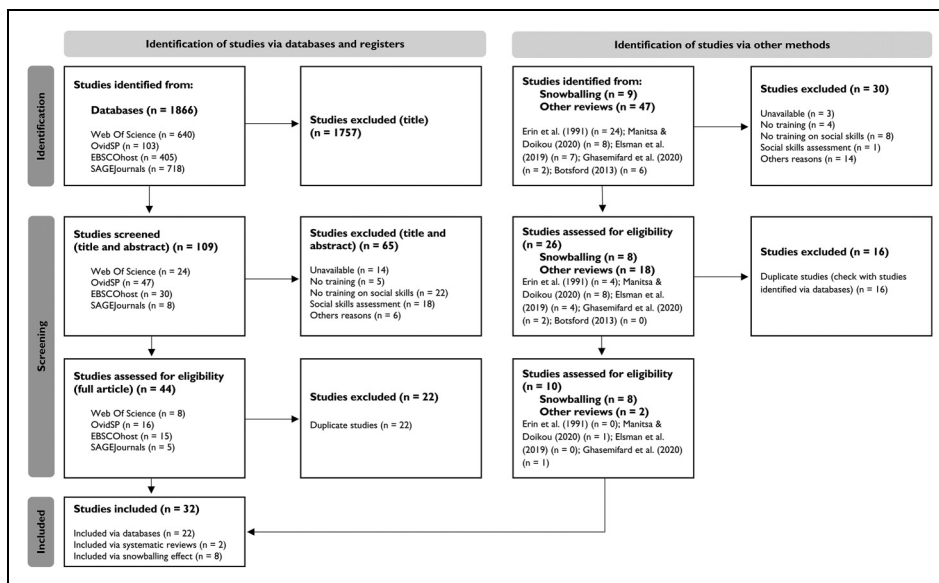 Identification of studies via databases and registers
Identification of studies via other methods
Identification
Studies identified from:
Databases (n = 1866)
Web Of Science (n = 640)
OvidSP (n = 103)
EBSCOhost (n = 405)
SAGEJournals (n = 718)
Studies excluded (title)
(n = 1757)
Studies identified from:
Snowballing (n = 9)
Other reviews (n = 47)
Erin et al. (1991) (n = 24); Manitsa &
Doikou (2020) (n = 8); Elsman et al.
(2019) (n = 7); Ghasemifard et al. (2020)
(n = 2); Botsford (2013) (n = 6)
Studies excluded (n = 30)
Unavailable (n = 3)
No training (n = 4)
No training on social skills (n = 8)
Social skills assessment (n = 1)
Others reasons (n = 14)
Screening
Studies screened
(title and abstract) (n = 109)
Web Of Science (n = 24)
OvidSP (n = 47)
EBSCOhost (n = 30)
SAGEJournals (n = 8)
Studies excluded (title and
abstract) (n = 65)
Unavailable (n = 14)
No training (n = 5)
No training on social skills (n = 22)
Social skills assessment (n = 18)
Others reasons (n = 6)
Studies assessed for eligibility
(n = 26)
Snowballing (n = 8)
Other reviews (n = 18)
Erin et al. (1991) (n = 4); Manitsa &
Doikou (2020) (n = 8); Elsman et al.
(2019) (n = 4); Ghasemifard et al. (2020)
(n = 2); Botsford (2013) (n = 0)
Studies excluded (n = 16)
Duplicate studies (check with studies
identified via databases) (n = 16)
Studies assessed for eligibility
(full article) (n = 44)
Web Of Science (n = 8)
OvidSP (n = 16)
EBSCOhost (n = 15)
SAGEJournals (n = 5)
Studies excluded (n = 22)
Duplicate studies (n = 22)
Studies assessed for eligibility
(n = 10)
Snowballing (n = 8)
Other reviews (n = 2)
Erin et al. (1991) (n = 0); Manitsa &
Doikou (2020) (n = 1); Elsman et al.
(2019) (n = 0); Ghasemifard et al. (2020)
(n = 1)
Included
Studies included (n = 32)
Included via databases (n = 22)
Included via systematic reviews (n = 2)
Included via snowballing effect (n = 8)